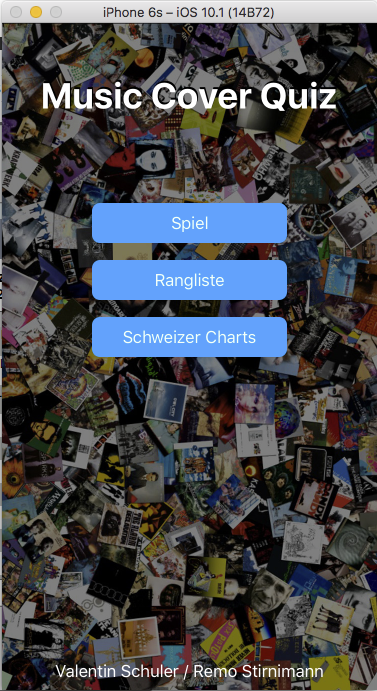 iPhone 6s – iOS 10.1 (14B72)
Music Cover Quiz
Spiel
Rangliste
Schweizer Charts
Valentin Schuler / Remo Stirnimann